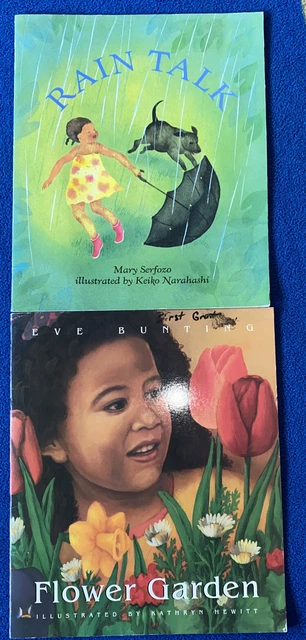 RAIN TALK
Mary Serfozo
illustrated by Keiko Narahashi
First Grade
EVE BUNTING
Flower Garden
ILLUSTRATED BY KATHRYN HEWITT